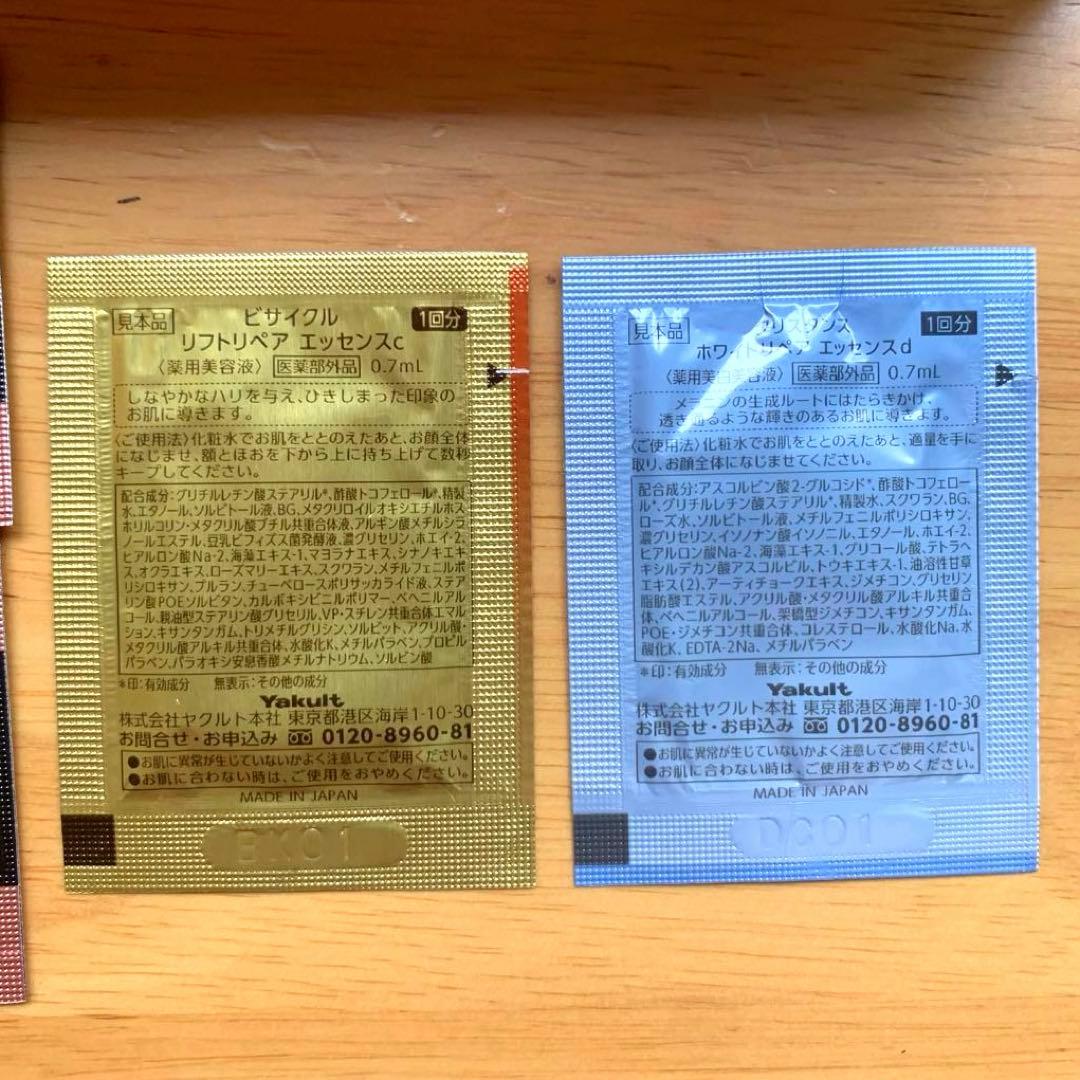 見本品
ビサイクル
1回分
リフトリペア エッセンスc
〈薬用美容液〉 医薬部外品 0.7mL
しなやかなハリを与え、ひきしまった印象の
お肌に導きます。
〈ご使用法〉化粧水でお肌をととのえたあと、お顔全体
になじませ、額とほおを下から上に持ち上げて数秒
キープしてください。
配合成分:グリチルレチン酸ステアリル*、酢酸トコフェロール*、精製
水、エタノール、ソルビトール液、BG、メタクリロイルオキシエチルホス
ホリルコリン・メタクリル酸ブチル共重合体液、アルギン酸メチルシラ
ノールエステル、豆乳ビフィズス菌発酵液、濃グリセリン、ホエイ-2、
ヒアルロン酸Na-2、海藻エキス-1、マヨラナエキス、シナノキエキ
ス、オクラエキス、ローズマリーエキス、スクワラン、メチルフェニルポ
リシロキサン、プルラン、チューベロースポリサッカライド液、ステア
リン酸POEソルビタン、カルボキシビニルポリマー、ベヘニルアル
コール、親油型ステアリン酸グリセリル、VP・スチレン共重合体エマル
ション、キサンタンガム、トリメチルグリシン、ソルビット、アクリル酸・
メタクリル酸アルキル共重合体、水酸化K、メチルパラベン、プロピル
パラベン、パラオキシ安息香酸メチルナトリウム、ソルビン酸
*印:有効成分 無表示:その他の成分
Yakult
株式会社ヤクルト本社 東京都港区海岸1-10-30
お問合せ・お申込み 0120-8960-81
●お肌に異常が生じていないかよく注意してご使用ください。
●お肌に合わない時は、ご使用をおやめください。
MADE IN JAPAN
EX01
見本品
クリスタンス
1回分
ホワイトリペア エッセンスd
〈薬用美白美容液〉 医薬部外品 0.7mL
メラニンの生成ルートにはたらきかけ、
透き通るような輝きのあるお肌に導きます。
〈ご使用法〉化粧水でお肌をととのえたあと、適量を手に
取り、お顔全体になじませてください。
配合成分:アスコルビン酸2-グルコシド*、酢酸トコフェロー
ル*、グリチルレチン酸ステアリル*、精製水、スクワラン、BG、
ローズ水、ソルビトール液、メチルフェニルポリシロキサン、
濃グリセリン、イソノナン酸イソノニル、エタノール、ホエイ-2、
ヒアルロン酸Na-2、海藻エキス-1、グリコール酸、テトラヘ
キシルデカン酸アスコルビル、トウキエキス-1、油溶性甘草
エキス(2)、アーティチョークエキス、ジメチコン、グリセリン
脂肪酸エステル、アクリル酸・メタクリル酸アルキル共重合
体、ベヘニルアルコール、架橋型ジメチコン、キサンタンガム、
POE・ジメチコン共重合体、コレステロール、水酸化Na、水
酸化K、EDTA-2Na、メチルパラベン
*印:有効成分 無表示:その他の成分
Yakult
株式会社ヤクルト本社 東京都港区海岸1-10-30
お問合せ・お申込み 0120-8960-81
●お肌に異常が生じていないかよく注意してご使用ください。
●お肌に合わない時は、ご使用をおやめください。
MADE IN JAPAN
DC01